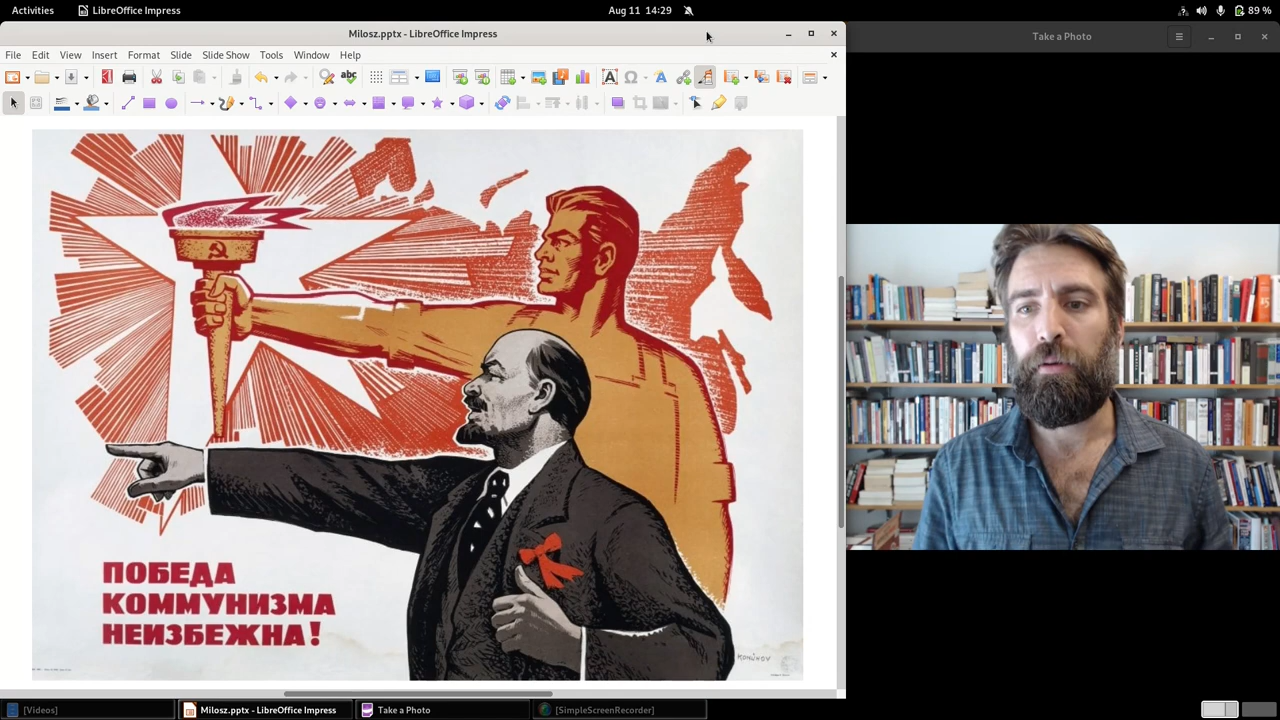 Activities
LibreOffice Impress
Aug 11 14:29
89 %
Milosz.pptx - LibreOffice Impress
Take a Photo
File Edit View Insert Format Slide Slide Show Tools Window Help
ПОБЕДА
КОММУНИЗМА
НЕИЗБЕЖНА!
[Videos]
Milosz.pptx - LibreOffice Impress
Take a Photo
[SimpleScreenRecorder]